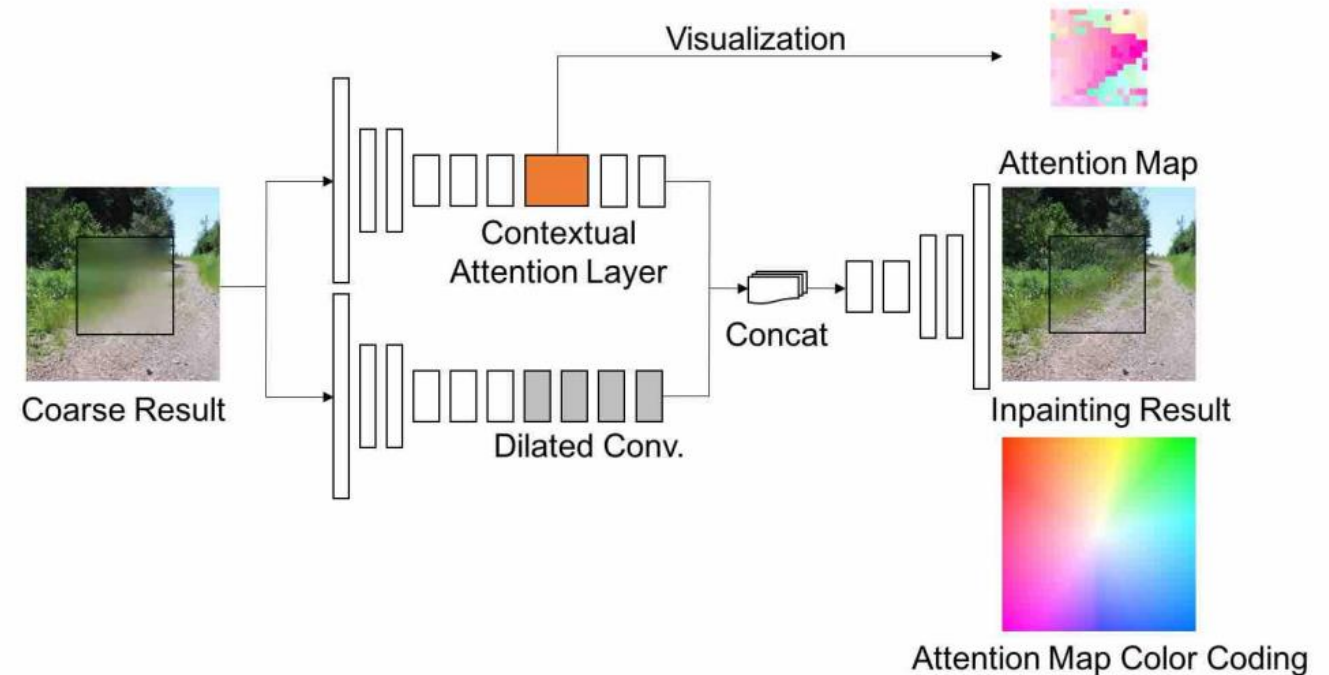 Visualization
Attention Map
Contextual
Attention Layer
Concat
Coarse Result
Dilated Conv.
Inpainting Result
Attention Map Color Coding